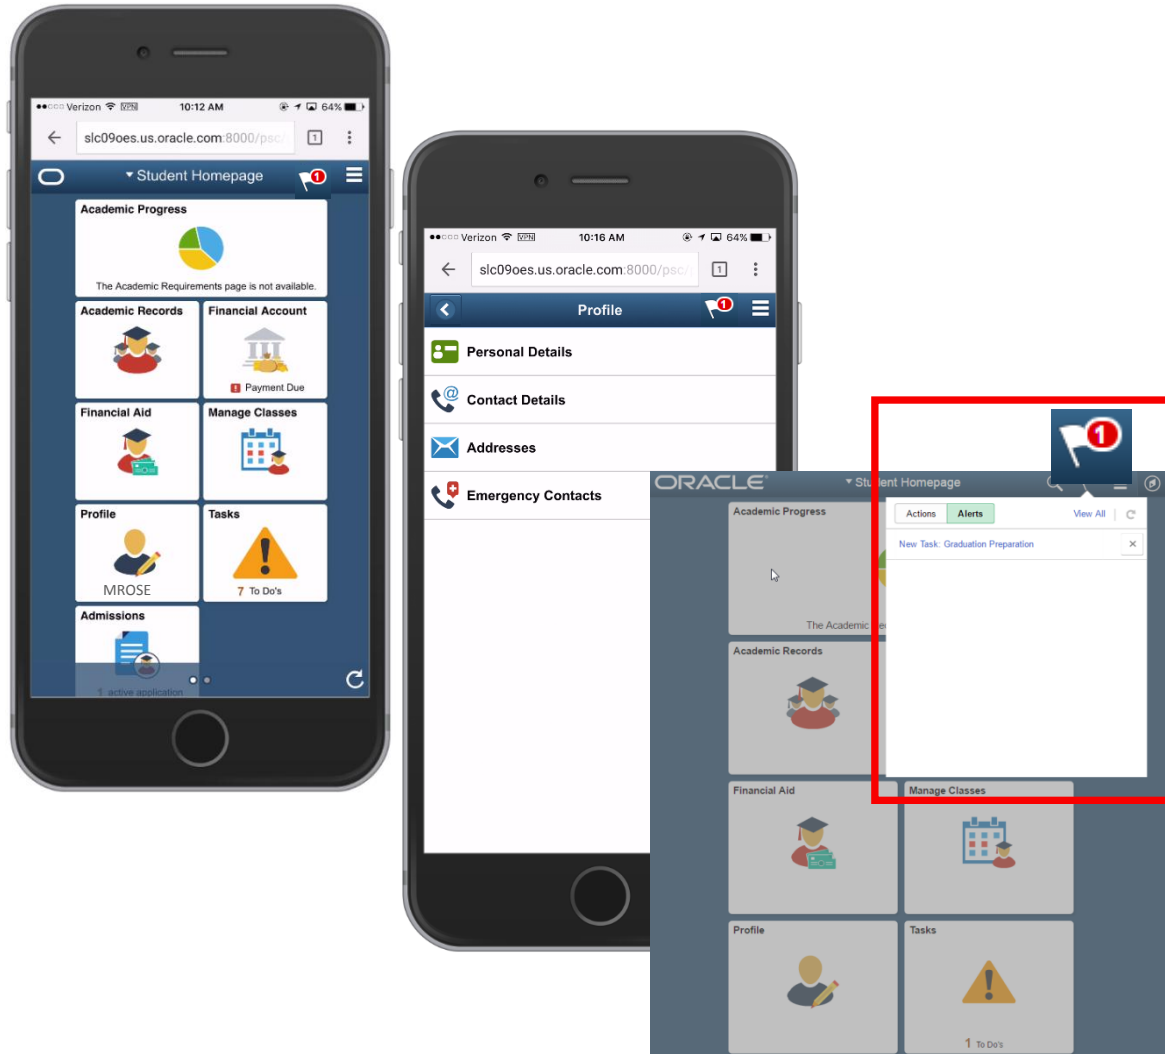 Verizon VPN 10:12 AM 64%
slc09oes.us.oracle.com:8000/psc/ 1
Student Homepage 1
Academic Progress
The Academic Requirements page is not available.
Academic Records Financial Account
Payment Due
Financial Aid Manage Classes
Profile Tasks
MROSE 7 To Do's
Admissions
5 active application
Verizon VPN 10:16 AM 64%
slc09oes.us.oracle.com:8000/psc/ 1
Profile 1
Personal Details
Contact Details
Addresses
Emergency Contacts
1
ORACLE Student Homepage
Academic Progress
Actions Alerts View All
New Task: Graduation Preparation
The Academic
Academic Records
Financial Aid Manage Classes
Profile Tasks
1 To Do's